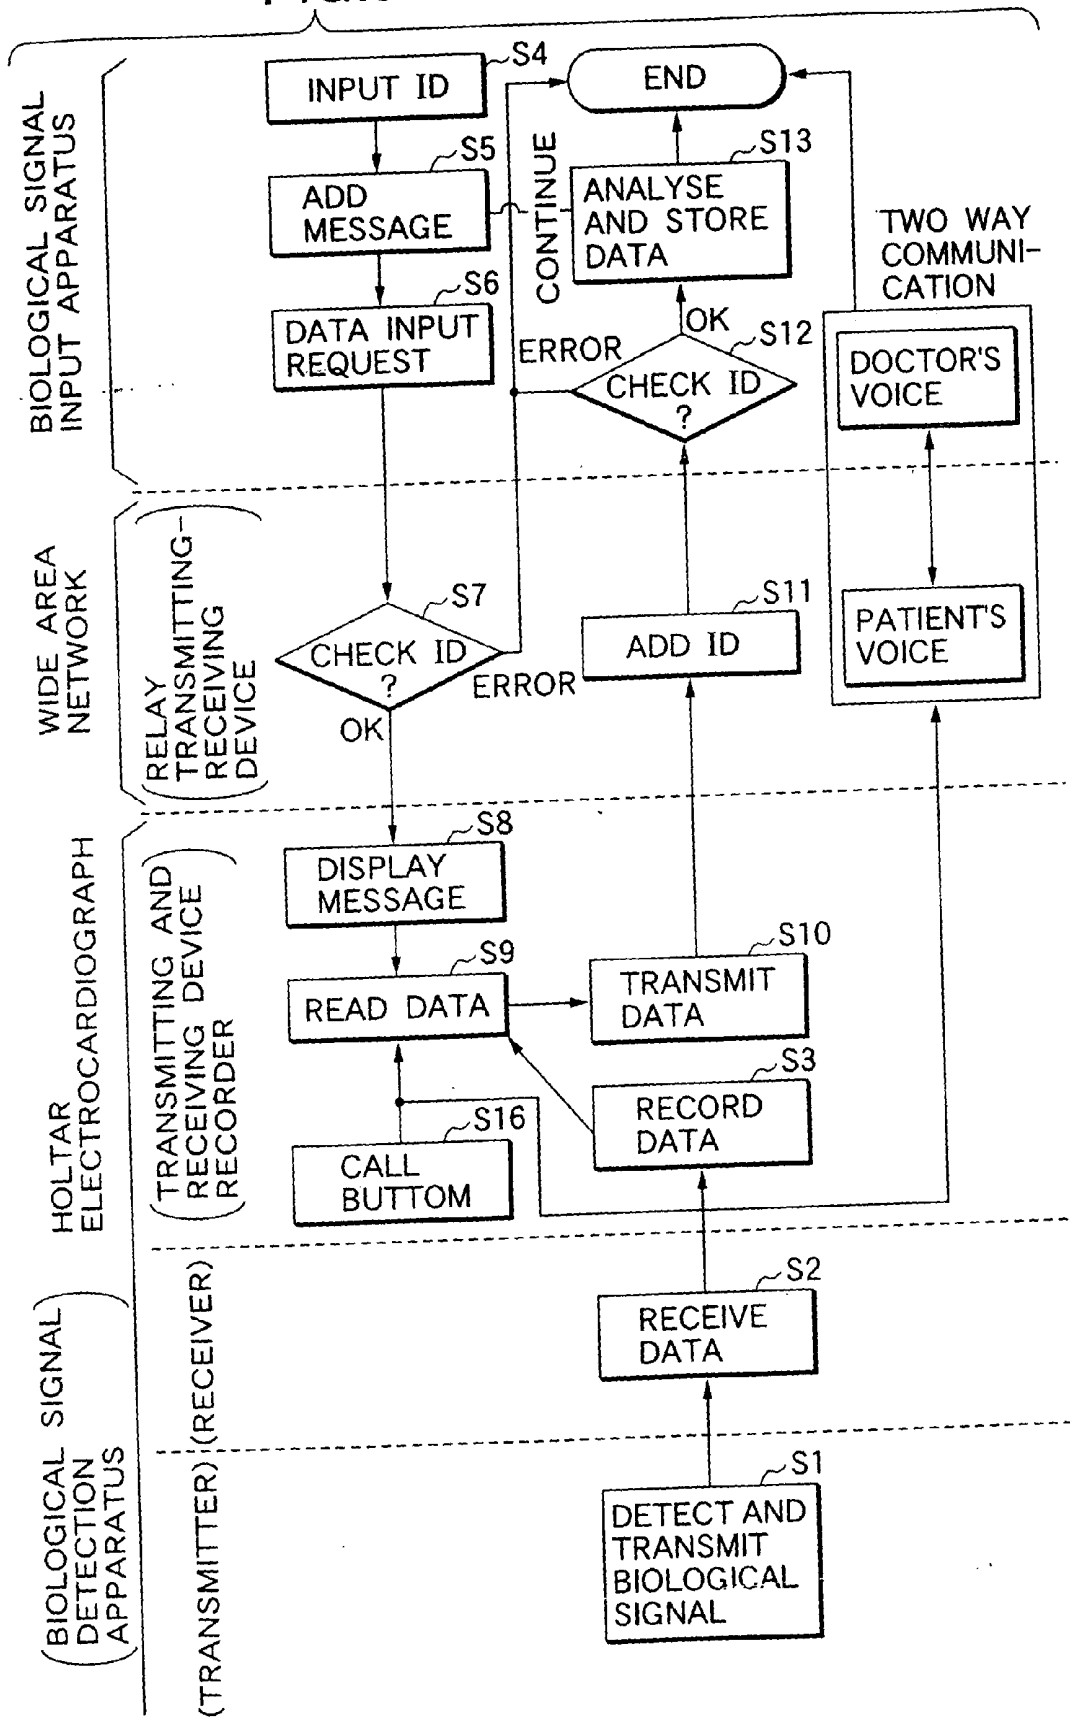 S4
INPUT ID
END
S5
ADD
MESSAGE
CONTINUE
S13
ANALYSE
AND STORE
DATA
TWO WAY
COMMUNI-
CATION
S6
DATA INPUT
REQUEST
ERROR
OK
S12
CHECK ID
?
DOCTOR'S
VOICE
BIOLOGICAL SIGNAL
INPUT APPARATUS
WIDE AREA
NETWORK
(RELAY
TRANSMITTING-
RECEIVING
DEVICE)
S7
CHECK ID
?
ERROR
OK
S11
ADD ID
PATIENT'S
VOICE
HOLTAR
ELECTROCARDIOGRAPH
(TRANSMITTING AND
RECEIVING DEVICE
RECORDER)
S8
DISPLAY
MESSAGE
S9
READ DATA
S10
TRANSMIT
DATA
S3
RECORD
DATA
S16
CALL
BUTTOM
(BIOLOGICAL SIGNAL
DETECTION
APPARATUS)
(RECEIVER)
S2
RECEIVE
DATA
(TRANSMITTER)
S1
DETECT AND
TRANSMIT
BIOLOGICAL
SIGNAL